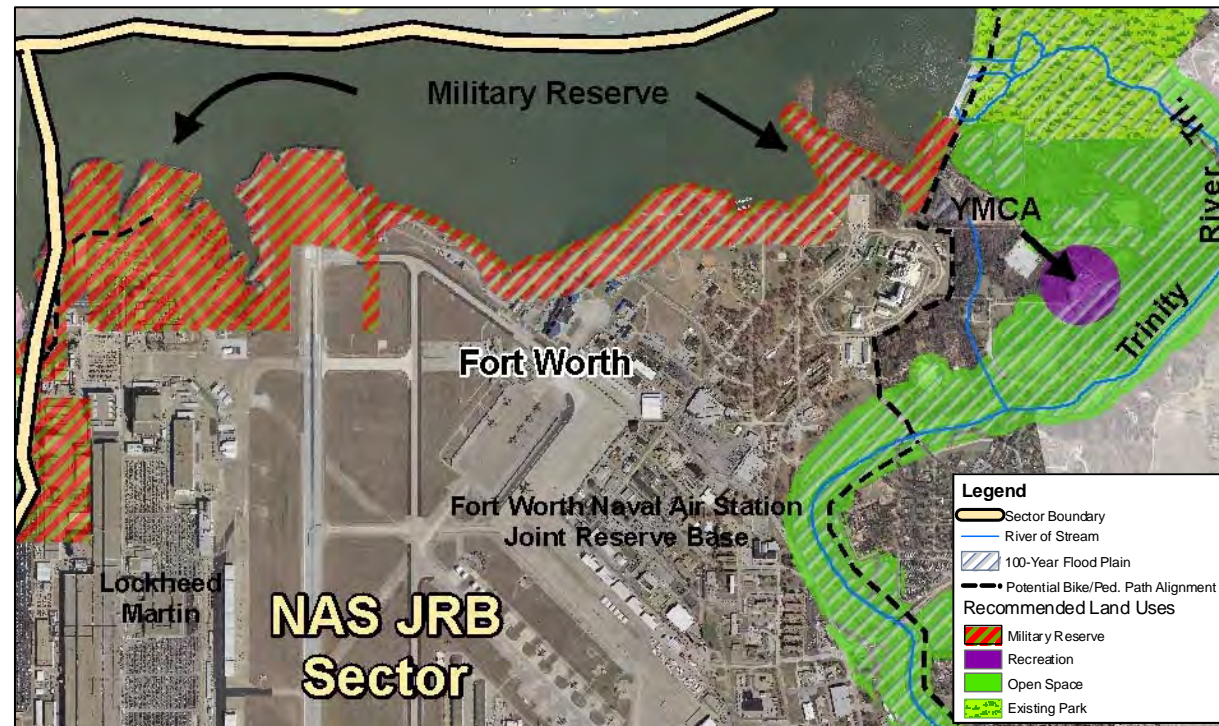 Military Reserve
Tri.
River
YMCA
Trinity
Fort Worth
Fort Worth Naval Air Station
Joint Reserve Base
Lockheed
Martin
NAS JRB
Sector
Legend
Sector Boundary
River of Stream
100-Year Flood Plain
Potential Bike/Ped. Path Alignment
Recommended Land Uses
Military Reserve
Recreation
Open Space
Existing Park